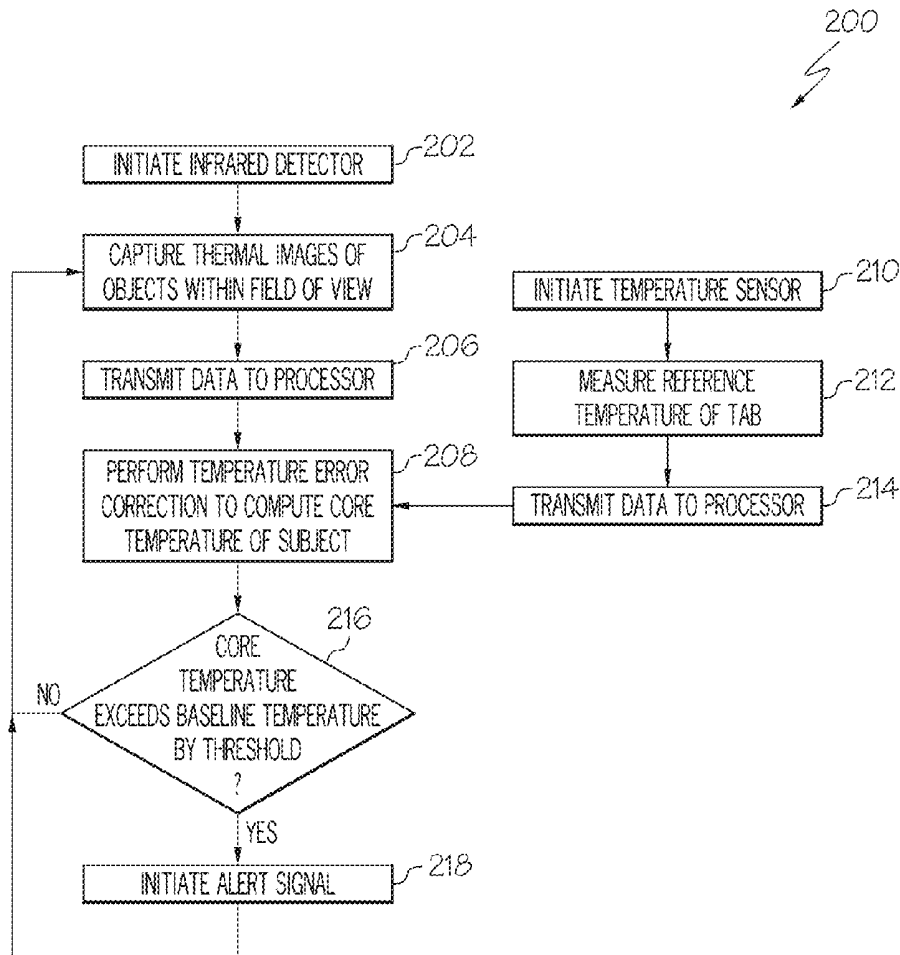 200
INITIATE INFRARED DETECTOR
202
CAPTURE THERMAL IMAGES OF
OBJECTS WITHIN FIELD OF VIEW
204
TRANSMIT DATA TO PROCESSOR
206
PERFORM TEMPERATURE ERROR
CORRECTION TO COMPUTE CORE
TEMPERATURE OF SUBJECT
208
INITIATE TEMPERATURE SENSOR
210
MEASURE REFERENCE
TEMPERATURE OF TAB
212
TRANSMIT DATA TO PROCESSOR
214
CORE
TEMPERATURE
EXCEEDS BASELINE TEMPERATURE
BY THRESHOLD
?
216
NO
YES
INITIATE ALERT SIGNAL
218